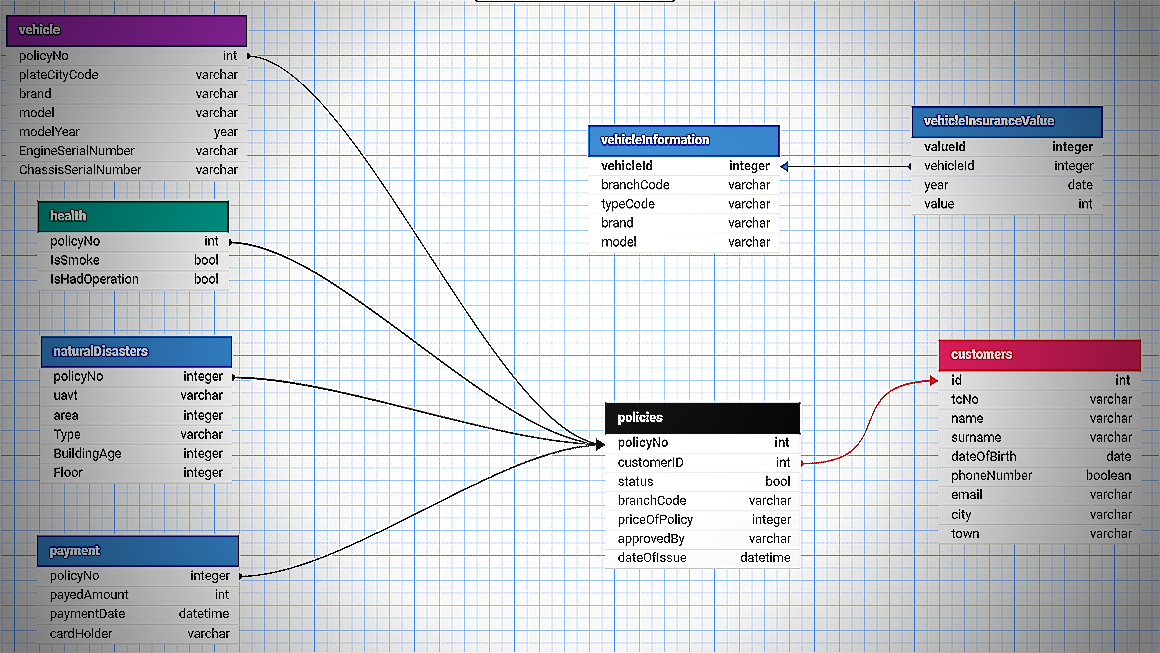 vehicle
policyNo int
plateCityCode varchar
brand varchar
model varchar
modelYear year
EngineSerialNumber varchar
ChassisSerialNumber varchar
health
policyNo int
IsSmoke bool
IsHadOperation bool
naturalDisasters
policyNo integer
uavt varchar
area integer
Type varchar
BuildingAge integer
Floor integer
payment
policyNo integer
payedAmount int
paymentDate datetime
cardHolder varchar
vehicleInformation
vehicleId integer
branchCode varchar
typeCode varchar
brand varchar
model varchar
policies
policyNo int
customerID int
status bool
branchCode varchar
priceOfPolicy integer
approvedBy varchar
dateOfIssue datetime
vehicleInsuranceValue
valueId integer
vehicleId integer
year date
value int
customers
id int
tcNo varchar
name varchar
surname varchar
dateOfBirth date
phoneNumber boolean
email varchar
city varchar
town varchar